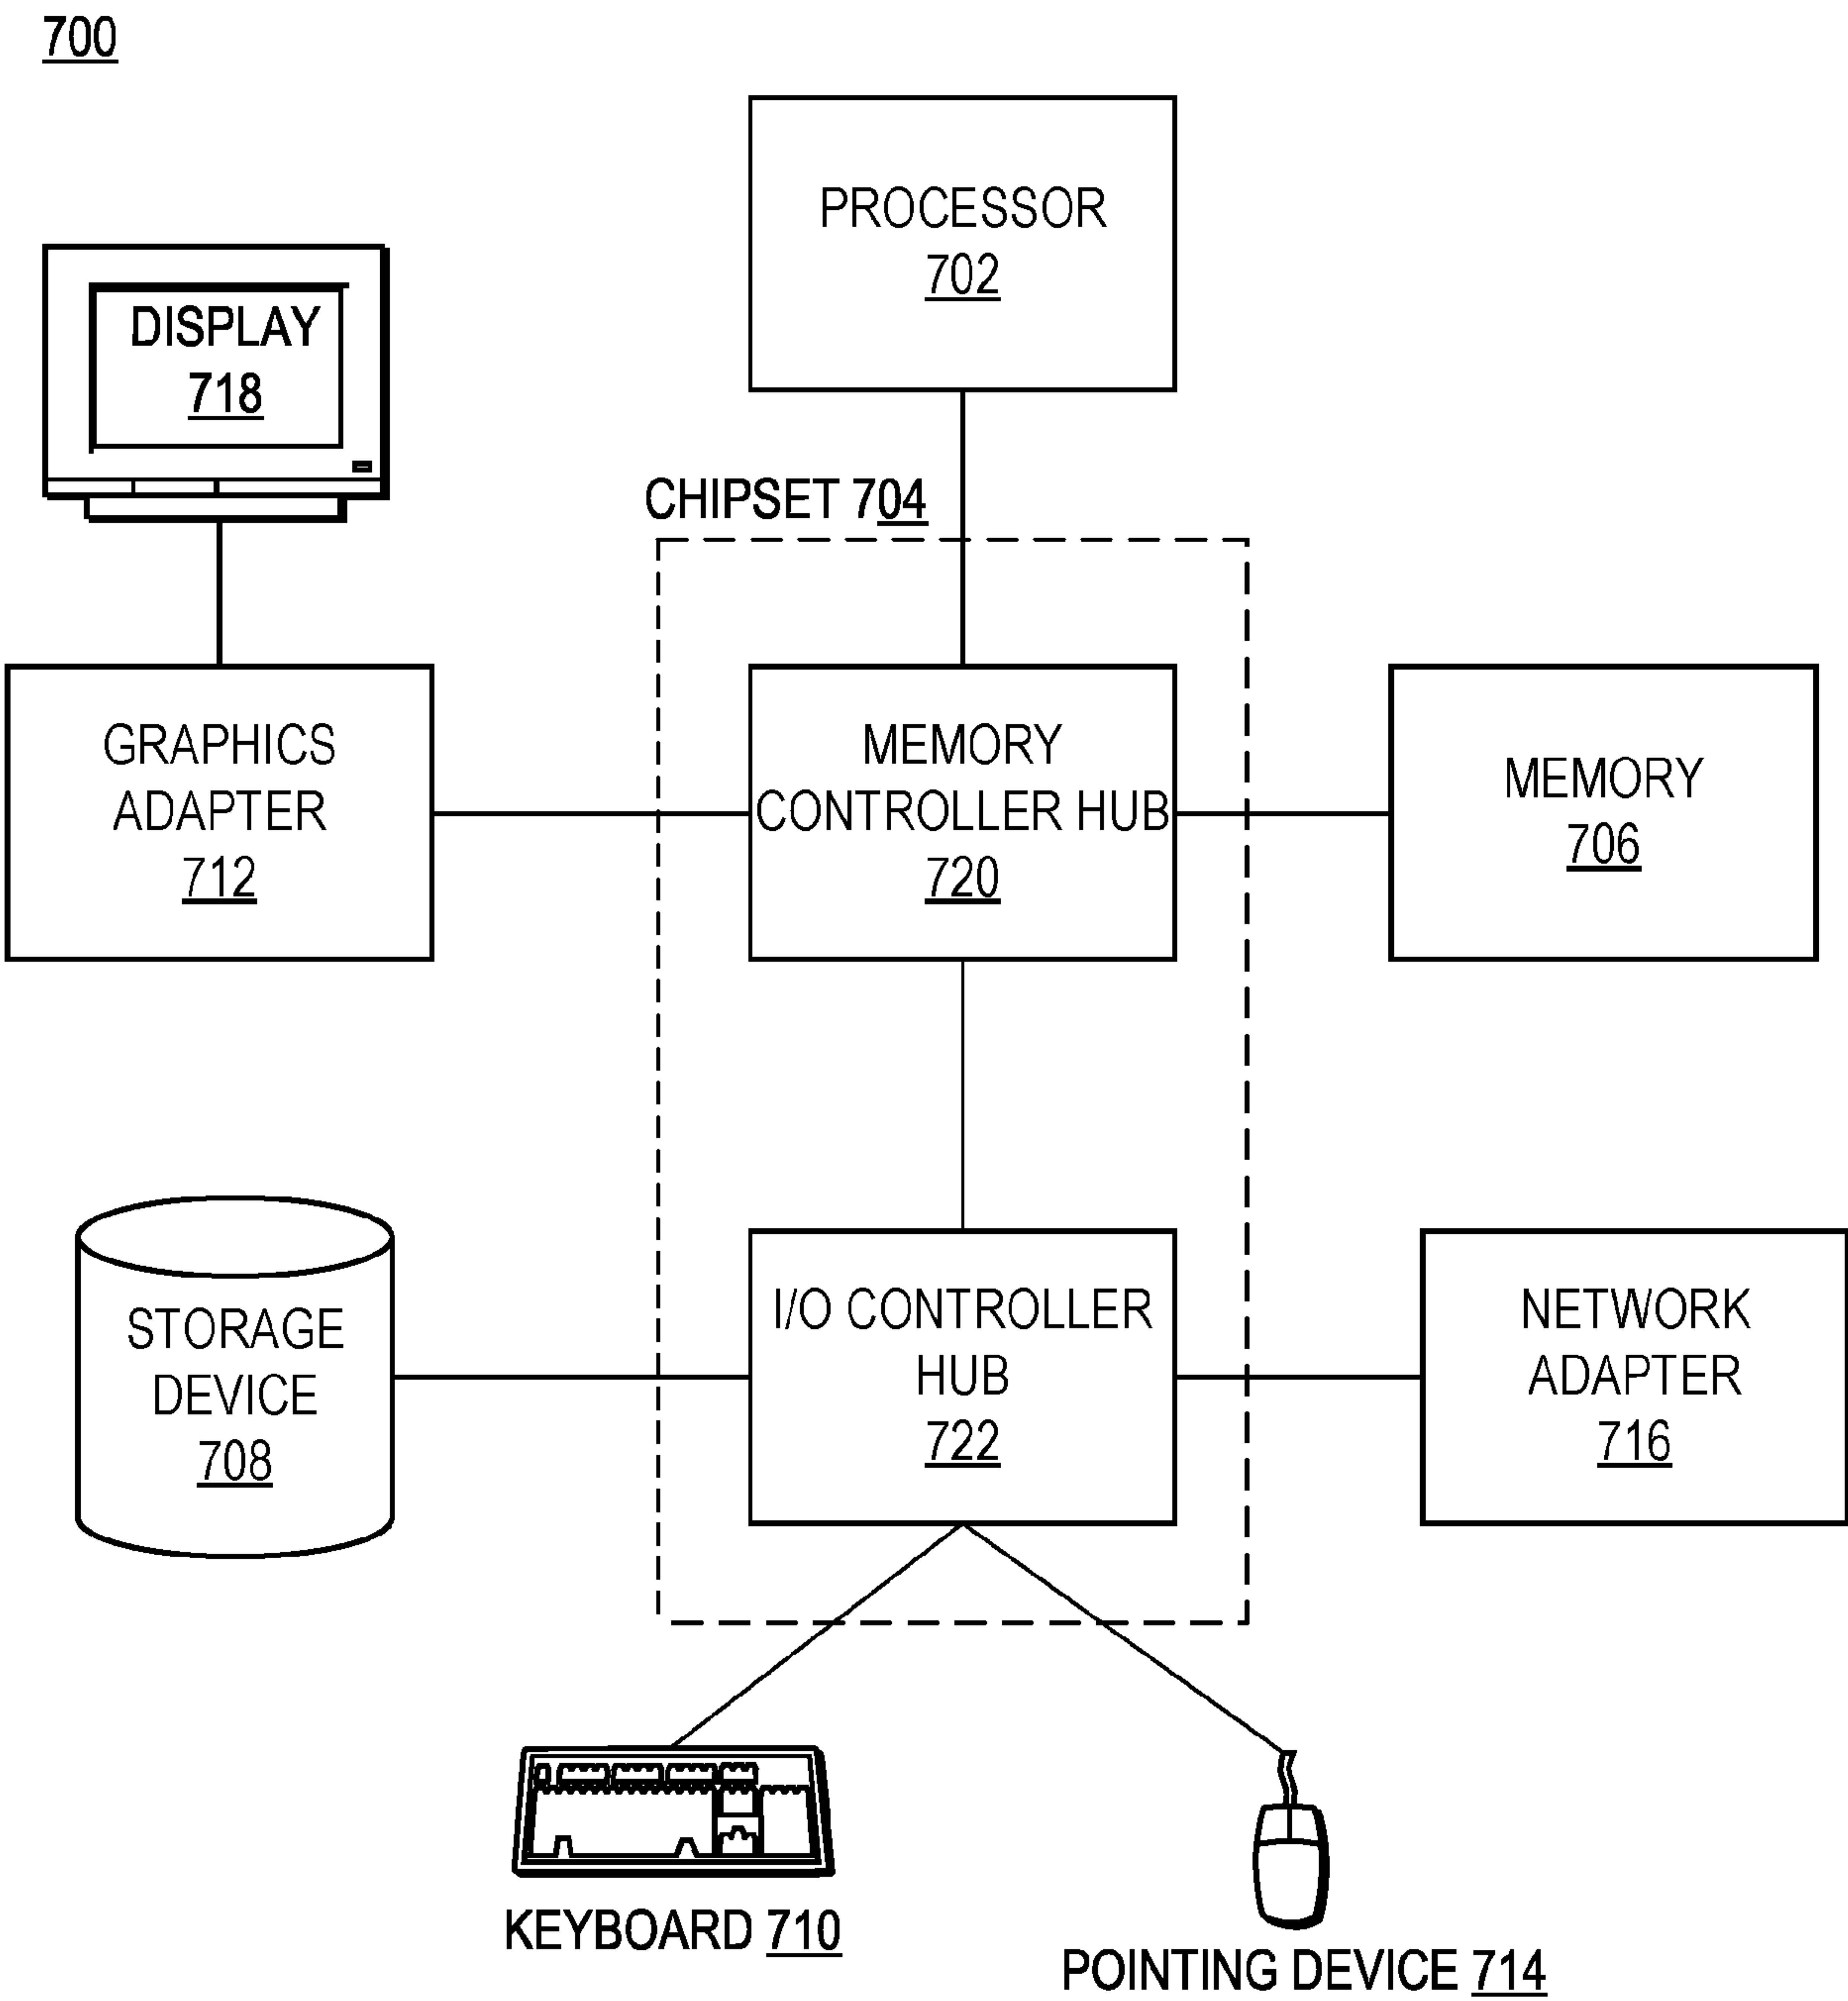 700
PROCESSOR
702
DISPLAY
718
CHIPSET 704
GRAPHICS
ADAPTER
712
MEMORY
CONTROLLER HUB
720
MEMORY
706
STORAGE
DEVICE
708
I/O CONTROLLER
HUB
722
NETWORK
ADAPTER
716
KEYBOARD 710
POINTING DEVICE 714